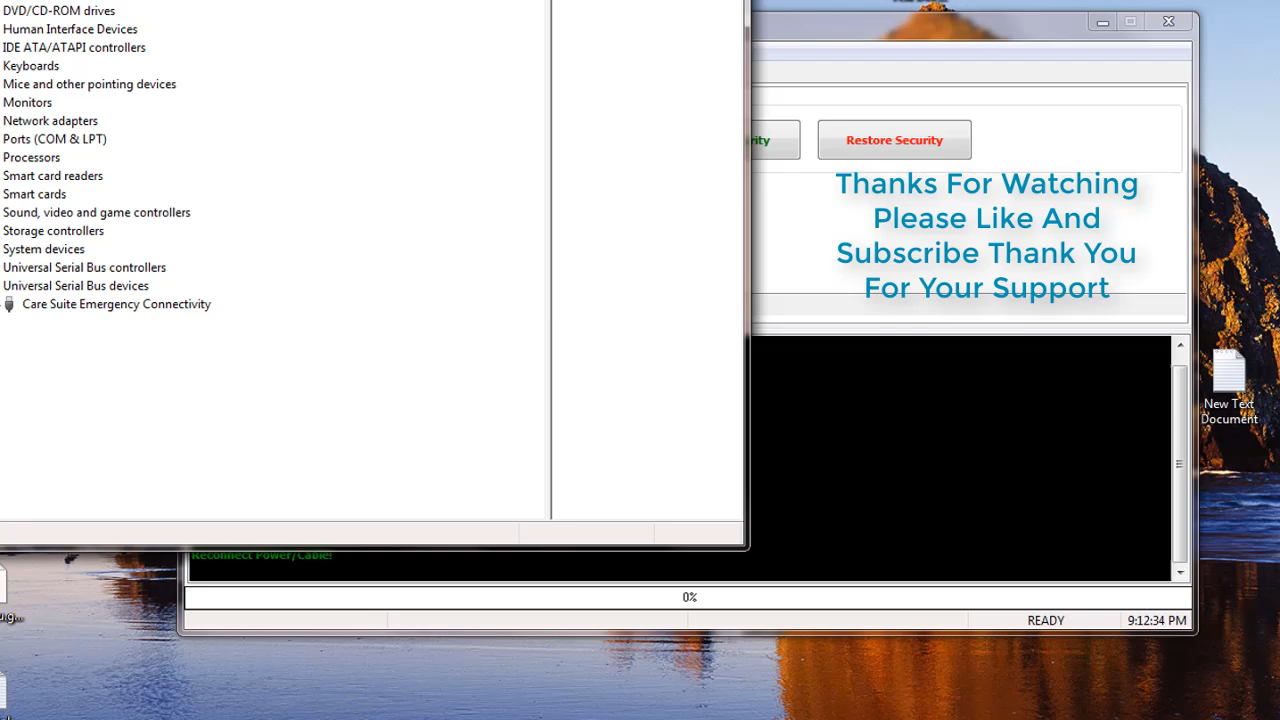 DVD/CD-ROM drives
Human Interface Devices
IDE ATA/ATAPI controllers
Keyboards
Mice and other pointing devices
Monitors
Network adapters
Ports (COM & LPT)
Processors
Smart card readers
Smart cards
Sound, video and game controllers
Storage controllers
System devices
Universal Serial Bus controllers
Universal Serial Bus devices
Care Suite Emergency Connectivity
Restore Security
Thanks For Watching
Please Like And
Subscribe Thank You
For Your Support
New Text
Document
Reconnect Power/Cable!
0%
READY
9:12:34 PM